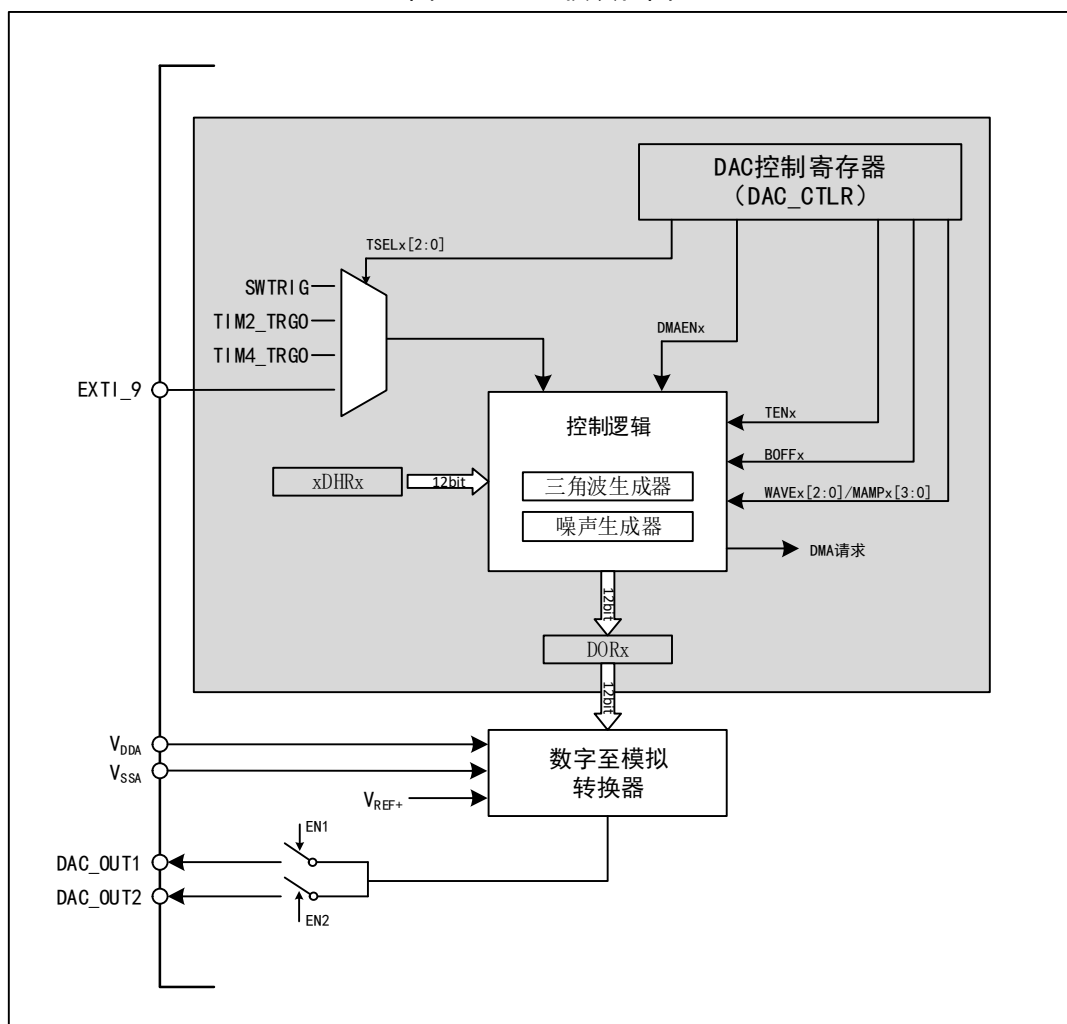 DAC控制寄存器
（DAC_CTLR）
TSELx[2:0]
SWTRIG
TIM2_TRGO
TIM4_TRGO
EXTI_9
DMAENx
TENx
BOFFx
WAVEx[2:0]/MAMPx[3:0]
控制逻辑
三角波生成器
噪声生成器
xDHRx
12bit
DMA请求
12bit
DORx
12bit
VDDA
VSSA
VREF+
数字至模拟
转换器
EN1
DAC_OUT1
DAC_OUT2
EN2